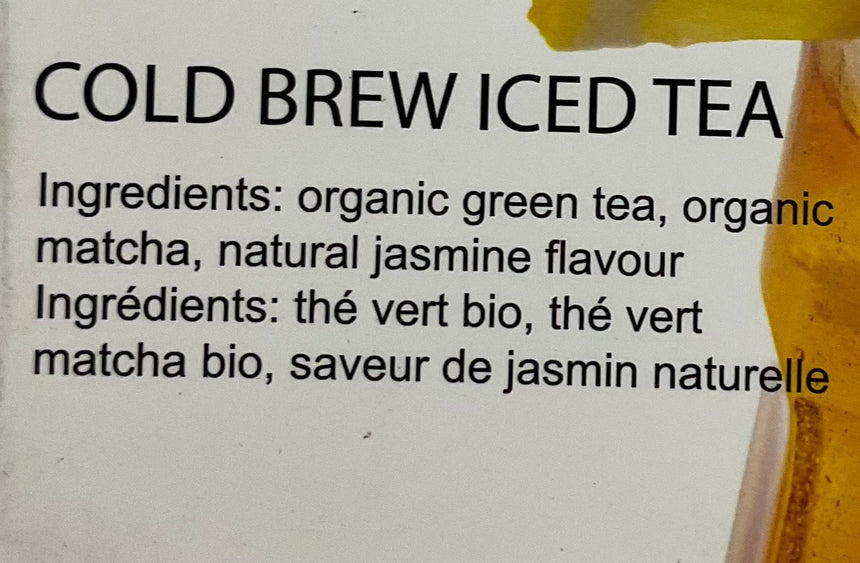 COLD BREW ICED TEA
Ingredients: organic green tea, organic
matcha, natural jasmine flavour
Ingrédients: thé vert bio, thé vert
matcha bio, saveur de jasmin naturelle